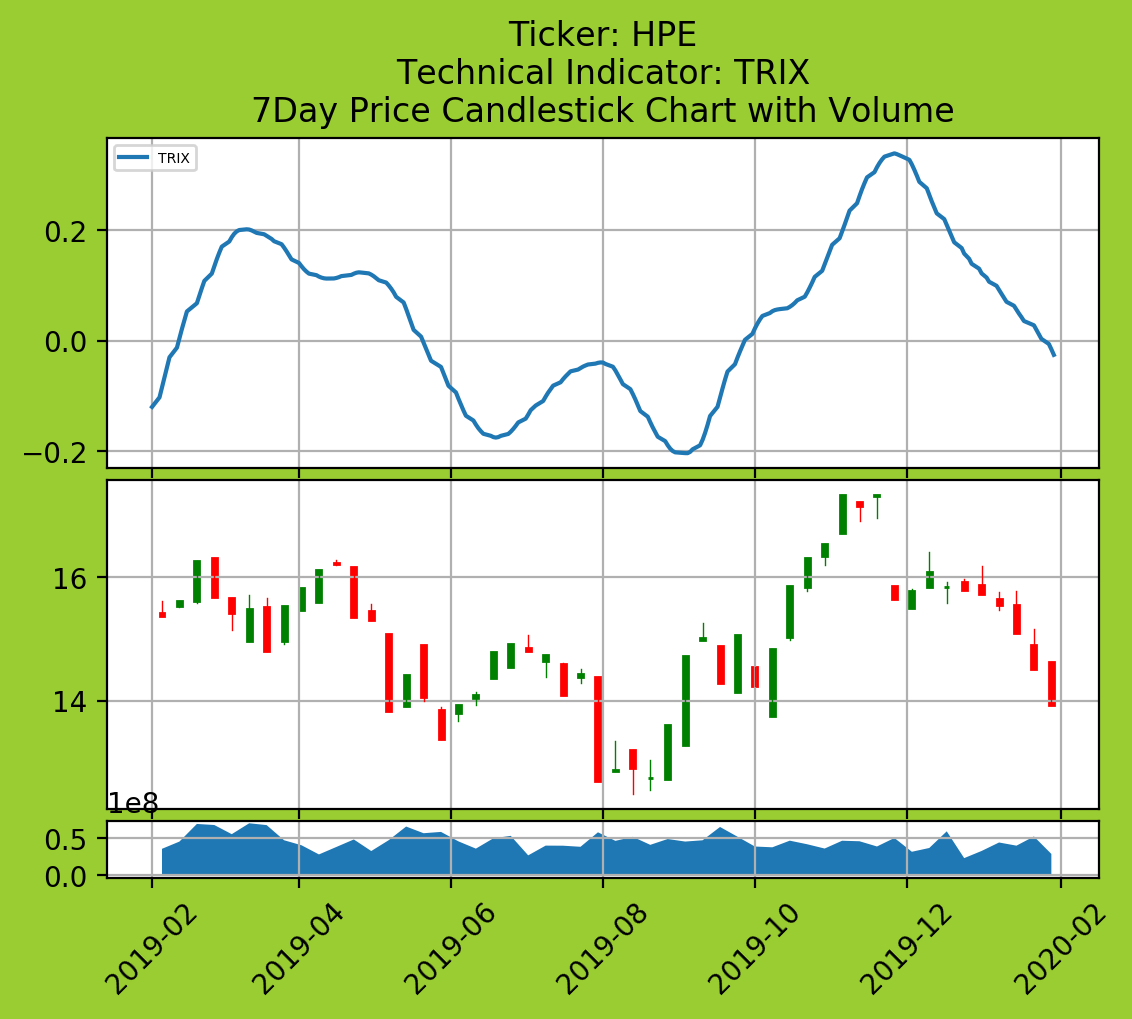 Ticker: HPE
Technical Indicator: TRIX
7Day Price Candlestick Chart with Volume
TRIX
0.2
0.0
−0.2
16
14
1e8
0.5
0.0
2019-02
2019-04
2019-06
2019-08
2019-10
2019-12
2020-02